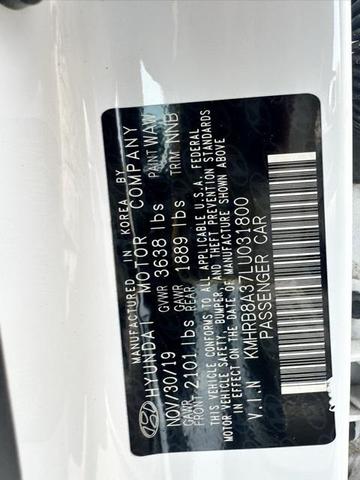 MANUFACTURED IN KOREA BY
HYUNDAI MOTOR COMPANY
NOV/30/19 GVWR 3638 lbs PAINT WAW
GAWR FRONT 2101 lbs GAWR REAR 1889 lbs TRIM NNB
THIS VEHICLE CONFORMS TO ALL APPLICABLE U.S.A. FEDERAL
MOTOR VEHICLE SAFETY, BUMPER, AND THEFT PREVENTION STANDARDS
IN EFFECT ON THE DATE OF MANUFACTURE SHOWN ABOVE
V.I.N KMHRB8A37LU031800
PASSENGER CAR